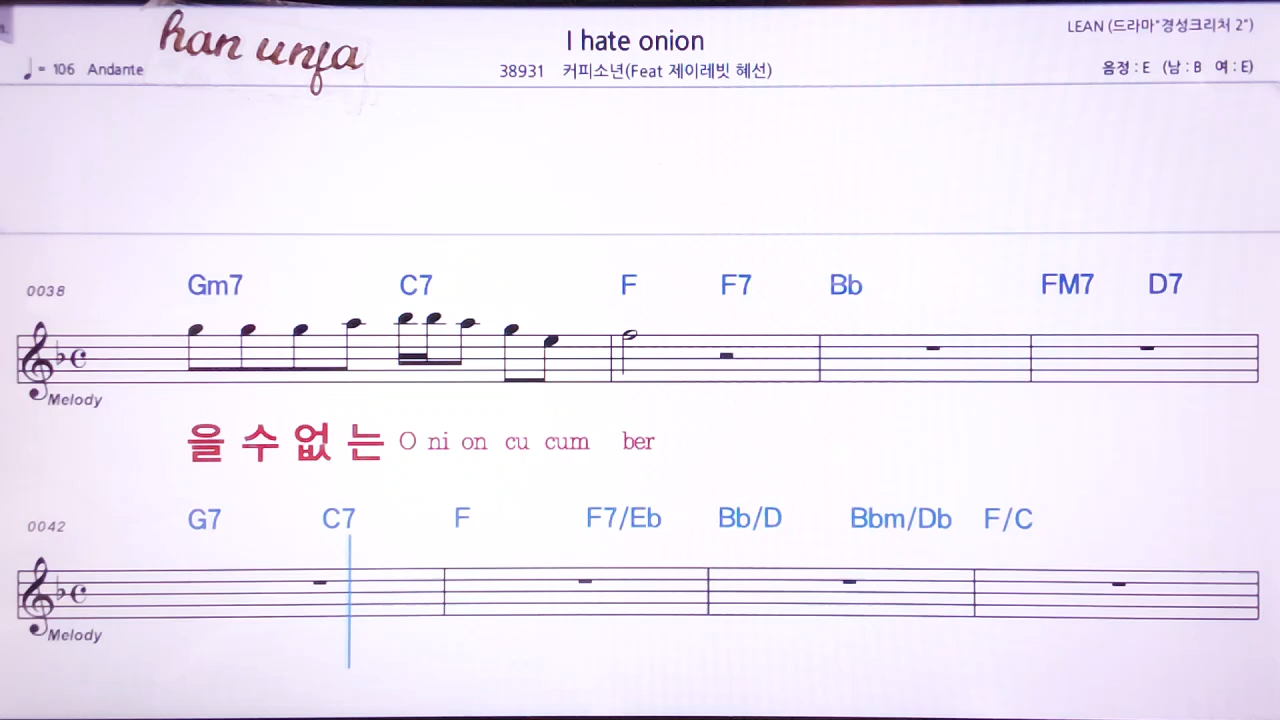 han unfa
I hate onion
LEAN (드라마"경성크리처 2")
♩ = 106 Andante
38931 커피소년(Feat 제이레빗 혜선)
음정 : E (남 : B 여 : E)
0038
Gm7 C7 F F7 Bb FM7 D7
Melody
을 수 없 는 O ni on cu cum ber
0042
G7 C7 F F7/Eb Bb/D Bbm/Db F/C
Melody